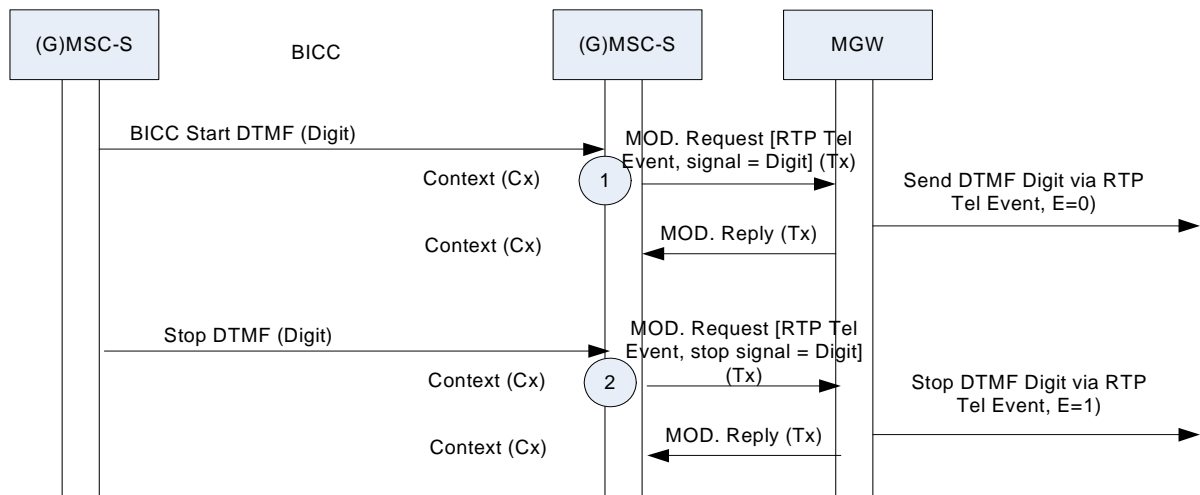 (G)MSC-S
BICC
(G)MSC-S
MGW
BICC Start DTMF (Digit)
MOD. Request [RTP Tel
Event, signal = Digit] (Tx)
Context (Cx)
1
Send DTMF Digit via RTP
Tel Event, E=0)
Context (Cx)
MOD. Reply (Tx)
Stop DTMF (Digit)
MOD. Request [RTP Tel
Event, stop signal = Digit]
(Tx)
Context (Cx)
2
Stop DTMF Digit via RTP
Tel Event, E=1)
Context (Cx)
MOD. Reply (Tx)